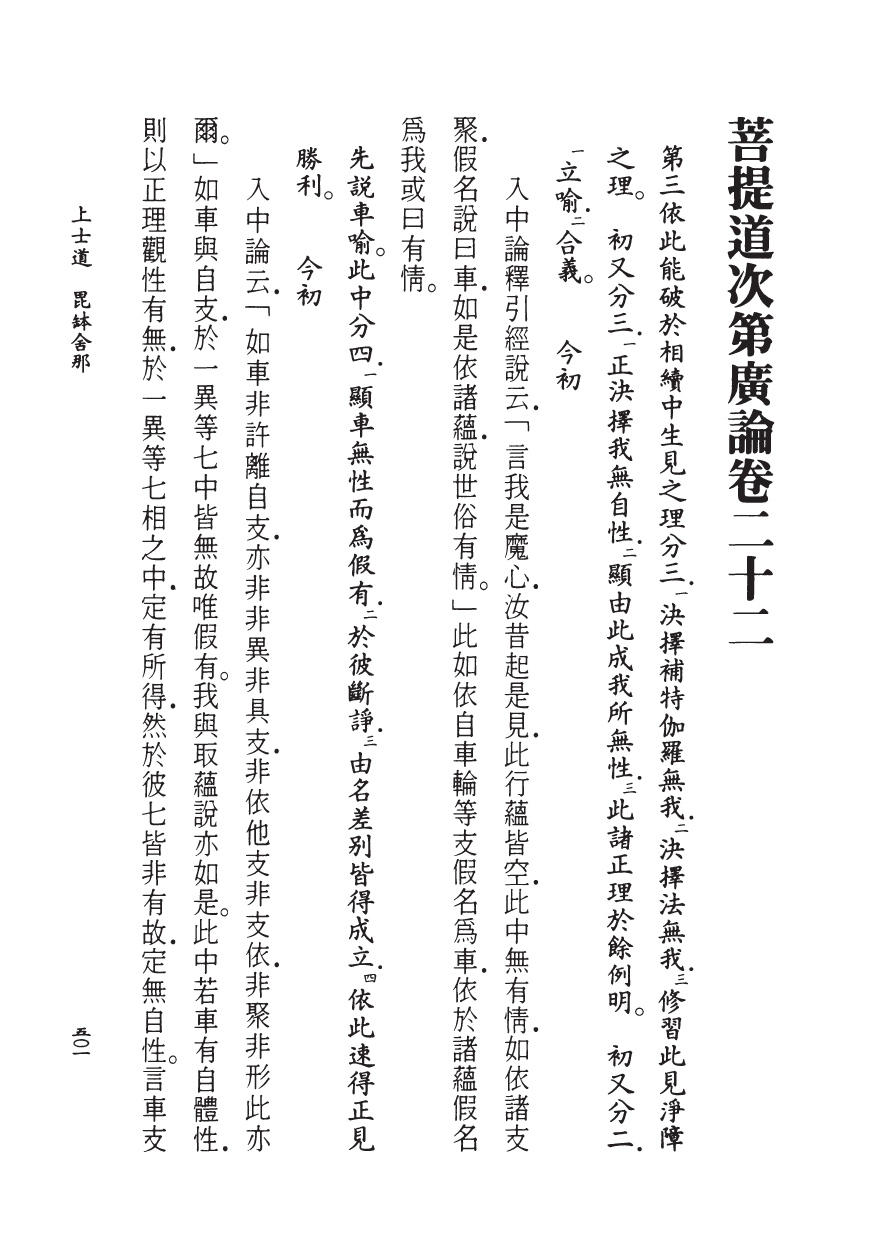 菩提道次第廣論卷二十二
第三依此能破於相續中生見之理分三．一決擇補特伽羅無我．二決擇法無我．三修習此見淨障
之理。　初又分三．一正決擇我無自性．二顯由此成我所無性．三此諸正理於餘例明。　初又分二．
一立喻．二合義。　今初
入中論釋引經說云．「言我是魔心．汝昔起是見．此行蘊皆空．此中無有情．如依諸支
聚．假名說曰車．如是依諸蘊．說世俗有情。」此如依自車輪等支假名爲車．依於諸蘊假名
爲我或曰有情。
先説車喻。此中分四．一顯車無性而爲假有．二於彼斷諍．三由名差别皆得成立．四依此速得正見
勝利。　今初
入中論云．「如車非許離自支．亦非非異非具支．非依他支非支依．非聚非形此亦
爾。」如車與自支．於一異等七中皆無故唯假有。我與取蘊說亦如是。此中若車有自體性．
則以正理觀性有無．於一異等七相之中．定有所得．然於彼七皆非有故．定無自性。言車支
上士道　毘鉢舍那
五〇一